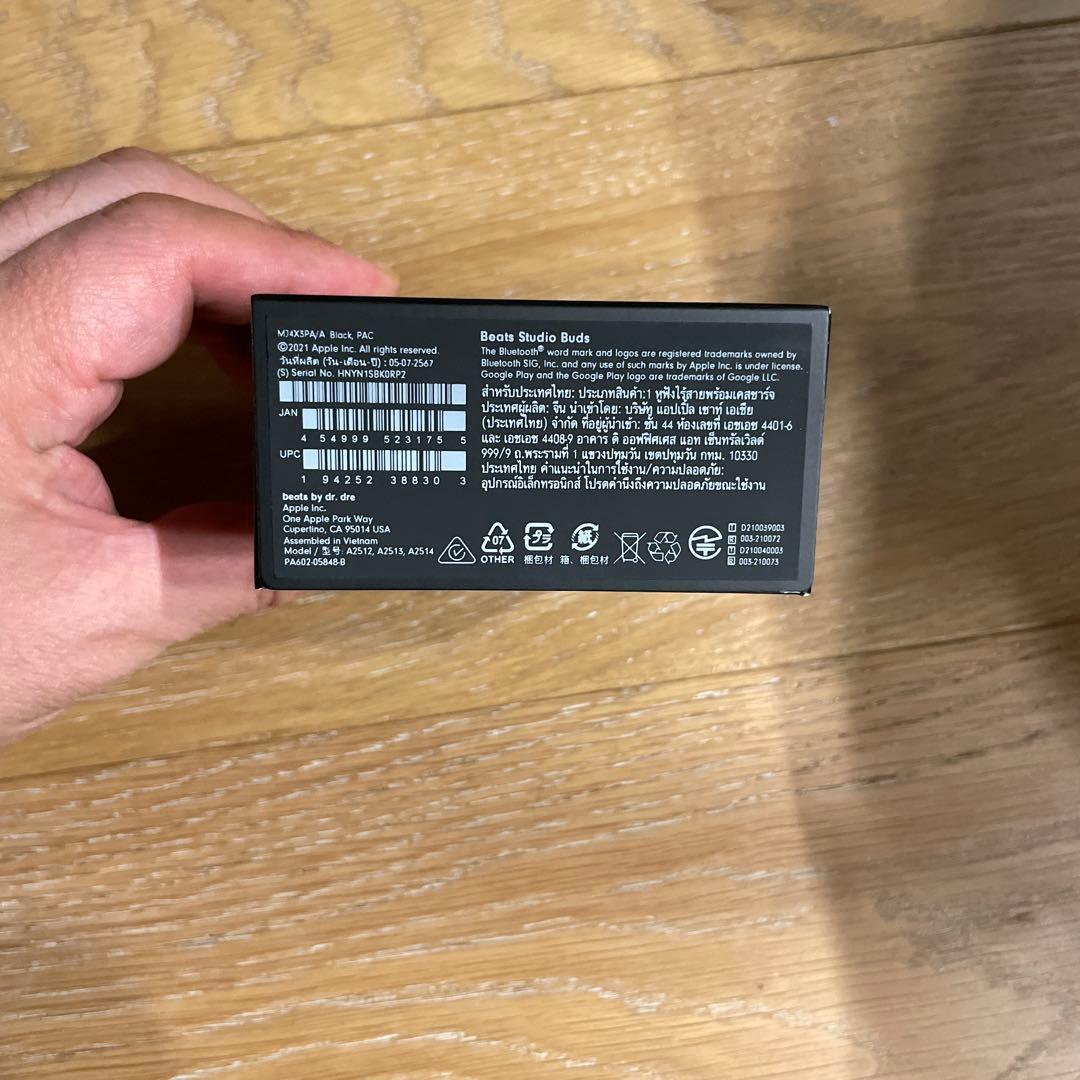 MJ4X3PA/A Black, PAC
©2021 Apple Inc. All rights reserved.
วันที่ผลิต (วัน-เดือน-ปี) : 05-07-2567
(S) Serial No. HNYN1SBK0RP2
JAN
4 54999 523175 5
UPC
1 94252 38830 3
beats by dr. dre
Apple Inc.
One Apple Park Way
Cupertino, CA 95014 USA
Assembled in Vietnam
Model / 型号: A2512, A2513, A2514
PA602-05848-B
Beats Studio Buds
The Bluetooth® word mark and logos are registered trademarks owned by
Bluetooth SIG, Inc. and any use of such marks by Apple Inc. is under license.
Google Play and the Google Play logo are trademarks of Google LLC.
สำหรับประเทศไทย: ประเภทสินค้า:1 หูฟังไร้สายพร้อมเคสชาร์จ
ประเทศผู้ผลิต: จีน นำเข้าโดย: บริษัท แอปเปิ้ล เซาท์ เอเชีย
(ประเทศไทย) จำกัด ที่อยู่ผู้นำเข้า: ชั้น 44 ห้องเลขที่ เอชเอช 4401-6
และ เอชเอช 4408-9 อาคาร ดิ ออฟฟิศเศส แอท เซ็นทรัลเวิลด์
999/9 ถ.พระรามที่ 1 แขวงปทุมวัน เขตปทุมวัน กทม. 10330
ประเทศไทย คำแนะนำในการใช้งาน/ความปลอดภัย:
อุปกรณ์อิเล็กทรอนิกส์ โปรดคำนึงถึงความปลอดภัยขณะใช้งาน
07
OTHER
プラ
梱包材
紙
箱、梱包材
T D210039003
R 003-210072
T D210040003
R 003-210073